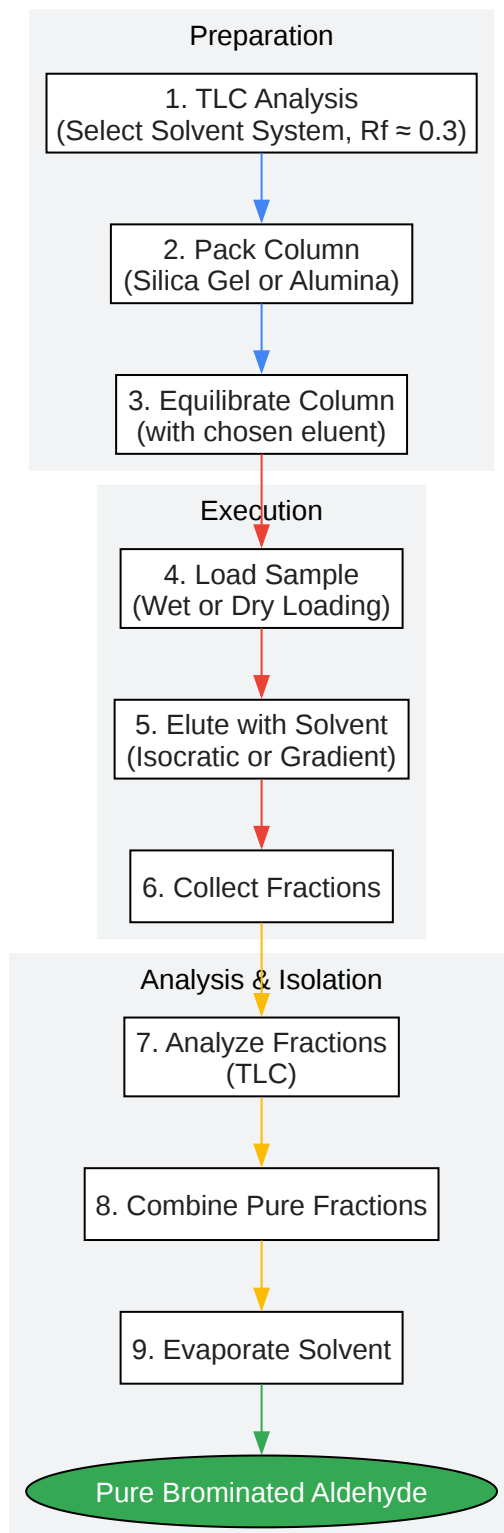 Preparation
1. TLC Analysis
(Select Solvent System, Rf ≈ 0.3)
2. Pack Column
(Silica Gel or Alumina)
3. Equilibrate Column
(with chosen eluent)
Execution
4. Load Sample
(Wet or Dry Loading)
5. Elute with Solvent
(Isocratic or Gradient)
6. Collect Fractions
Analysis & Isolation
7. Analyze Fractions
(TLC)
8. Combine Pure Fractions
9. Evaporate Solvent
Pure Brominated Aldehyde